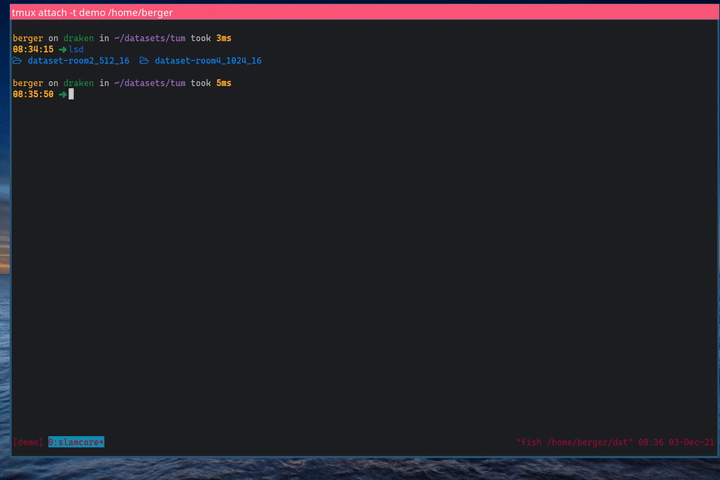 tmux attach -t demo /home/berger
berger on draken in ~/datasets/tum took 3ms
08:34:15 ➜lsd
dataset-room2_512_16 dataset-room4_1024_16
berger on draken in ~/datasets/tum took 5ms
08:35:50 ➜
[demo] 0:slamcore* "fish /home/berger/dat" 08:36 03-Dec-21